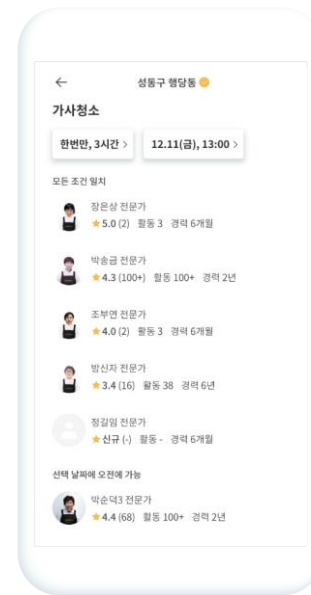 성동구 행당동
가사청소
한번만, 3시간 > 12.11(금), 13:00 >
모든 조건 일치
장은상 전문가
★5.0 (2) 활동 3 경력 6개월
박송금 전문가
★4.3 (100+) 활동 100+ 경력 2년
조부연 전문가
★4.0 (2) 활동 3 경력 6개월
방신자 전문가
★3.4 (16) 활동 38 경력 6년
정길임 전문가
★신규 (-) 활동 - 경력 6개월
선택 날짜에 오전에 가능
박순덕3 전문가
★4.4 (68) 활동 100+ 경력 2년